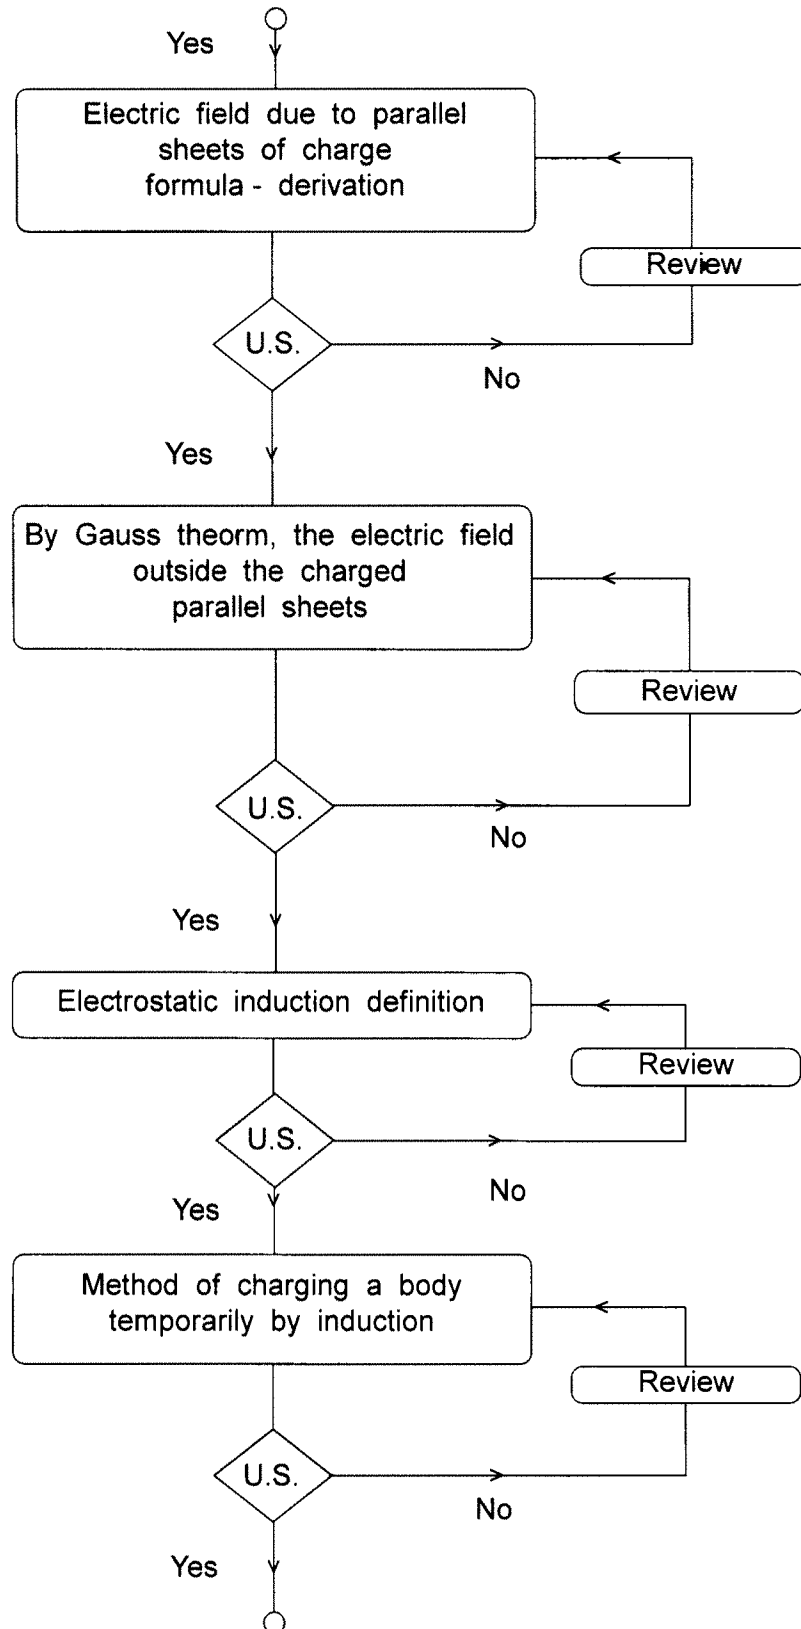 Yes
Electric field due to parallel
sheets of charge
formula - derivation
Review
U.S.
No
Yes
By Gauss theorm, the electric field
outside the charged
parallel sheets
Review
U.S.
No
Yes
Electrostatic induction definition
Review
U.S.
No
Yes
Method of charging a body
temporarily by induction
Review
U.S.
No
Yes